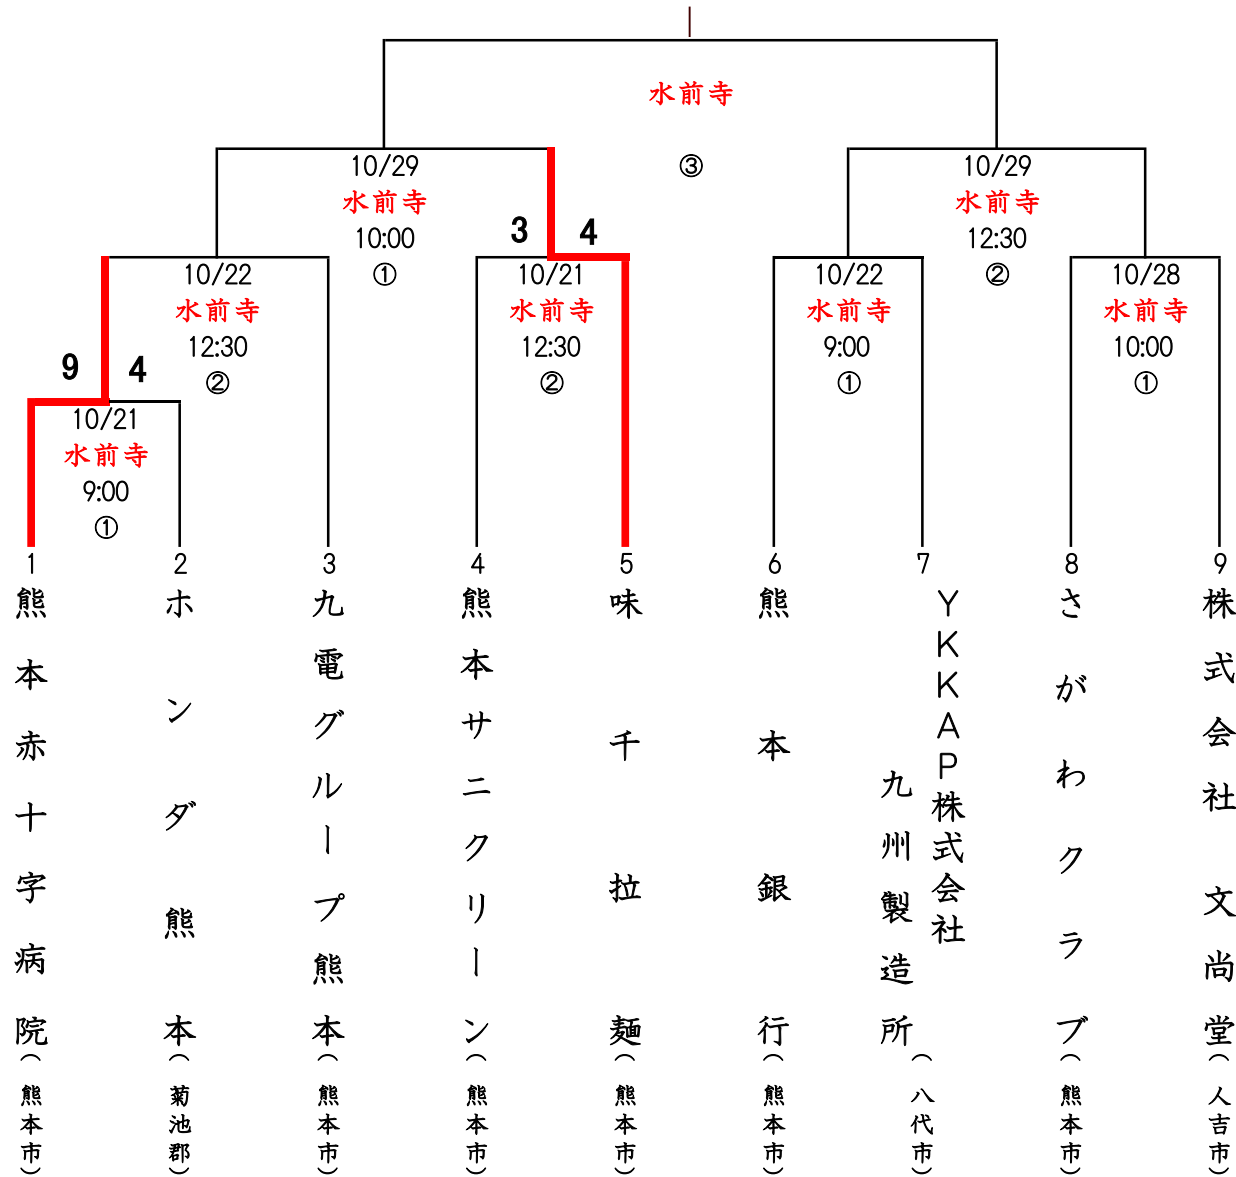 水前寺
③
10/29
水前寺
10:00
①
10/29
水前寺
12:30
②
3 4
10/22
水前寺
12:30
②
10/21
水前寺
12:30
②
10/22
水前寺
9:00
①
10/28
水前寺
10:00
①
9 4
10/21
水前寺
9:00
①
1
熊本赤十字病院
(熊本市)
2
ホンダ熊本
(菊池郡)
3
九電グループ熊本
(熊本市)
4
熊本サニクリーン
(熊本市)
5
味千拉麺
(熊本市)
6
熊本銀行
(熊本市)
7
YKKAP株式会社
九州製造所
(八代市)
8
さがわクラブ
(熊本市)
9
株式会社 文尚堂
(人吉市)